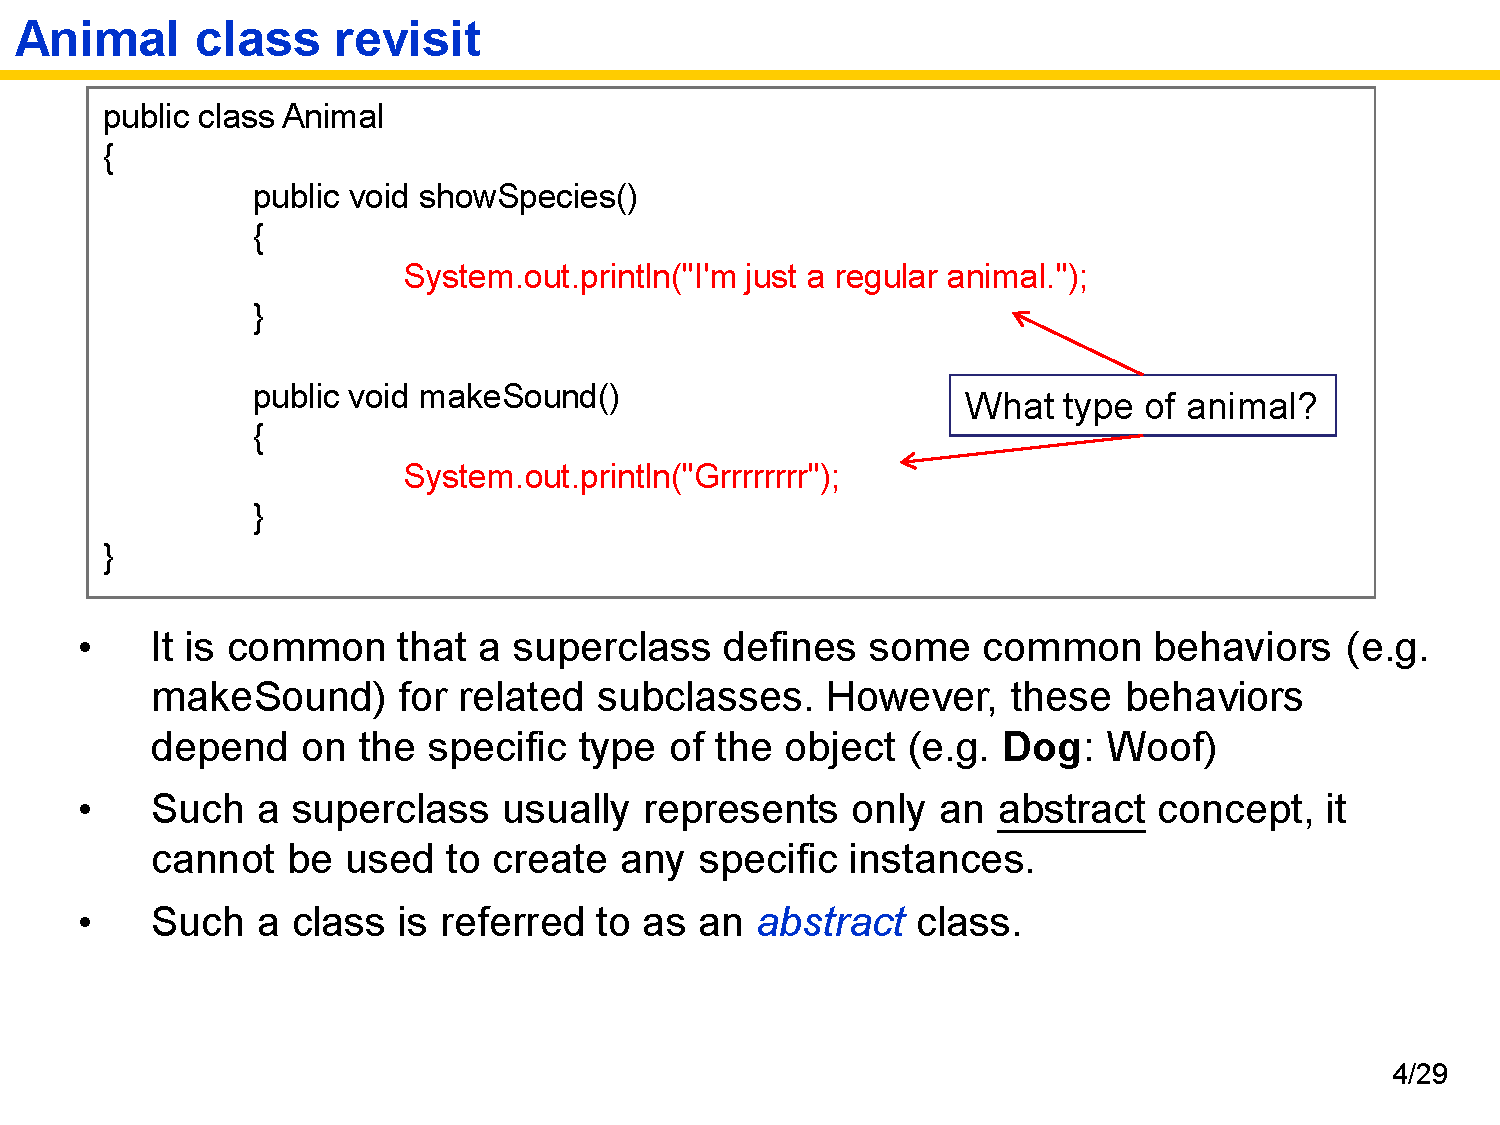 Animal class revisit
public class Animal
{
public void showSpecies()
{
System.out.println("I'm just a regular animal.");
}
public void makeSound()
What type of animal?
{
System.out.println("Grrrrrrrr");
}
}
• It is common that a superclass defines some common behaviors (e.g.
makeSound) for related subclasses. However, these behaviors
depend on the specific type of the object (e.g. Dog: Woof)
• Such a superclass usually represents only an abstract concept, it
cannot be used to create any specific instances.
• Such a class is referred to as an abstract class.
4/29